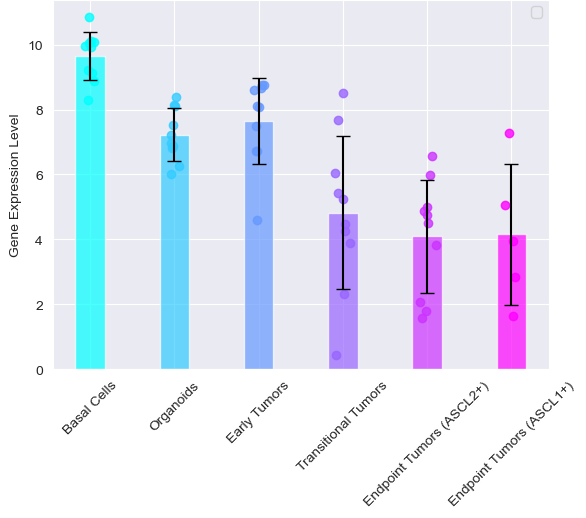 Gene Expression Level
10
8
6
4
2
0
Basal Cells
Organoids
Early Tumors
Transitional Tumors
Endpoint Tumors (ASCL2+)
Endpoint Tumors (ASCL1+)